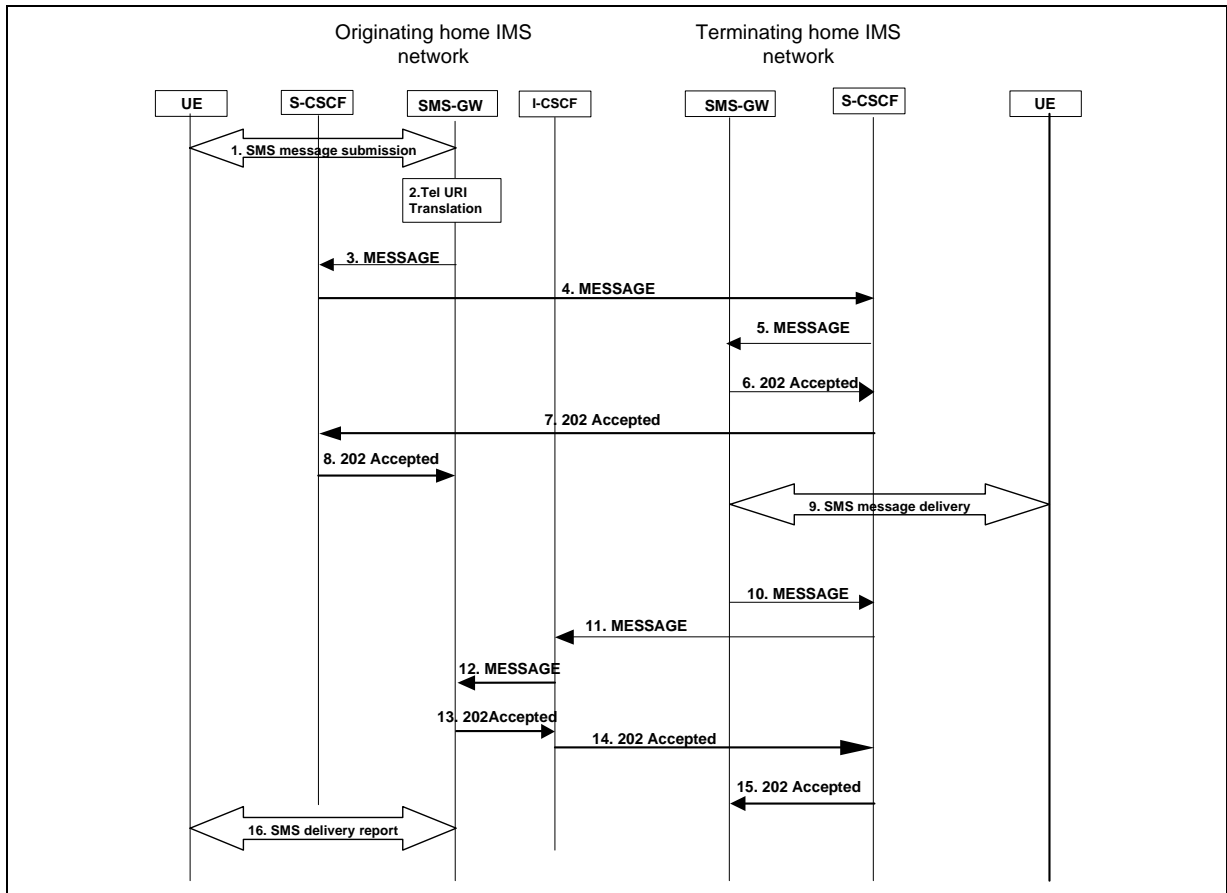 Originating home IMS
network
Terminating home IMS
network
UE
S-CSCF
SMS-GW
I-CSCF
SMS-GW
S-CSCF
UE
1. SMS message submission
2.Tel URI
Translation
3. MESSAGE
4. MESSAGE
5. MESSAGE
6. 202 Accepted
7. 202 Accepted
8. 202 Accepted
9. SMS message delivery
10. MESSAGE
11. MESSAGE
12. MESSAGE
13. 202Accepted
14. 202 Accepted
15. 202 Accepted
16. SMS delivery report